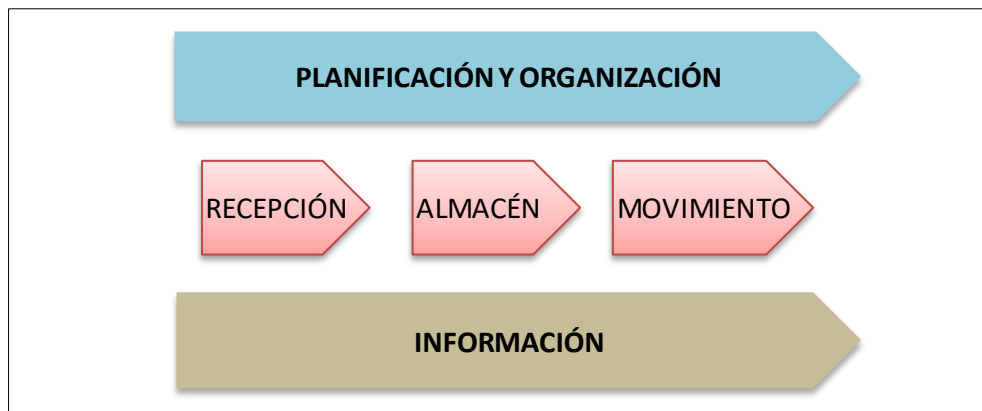 PLANIFICACIÓN Y ORGANIZACIÓN
RECEPCIÓN
ALMACÉN
MOVIMIENTO
INFORMACIÓN